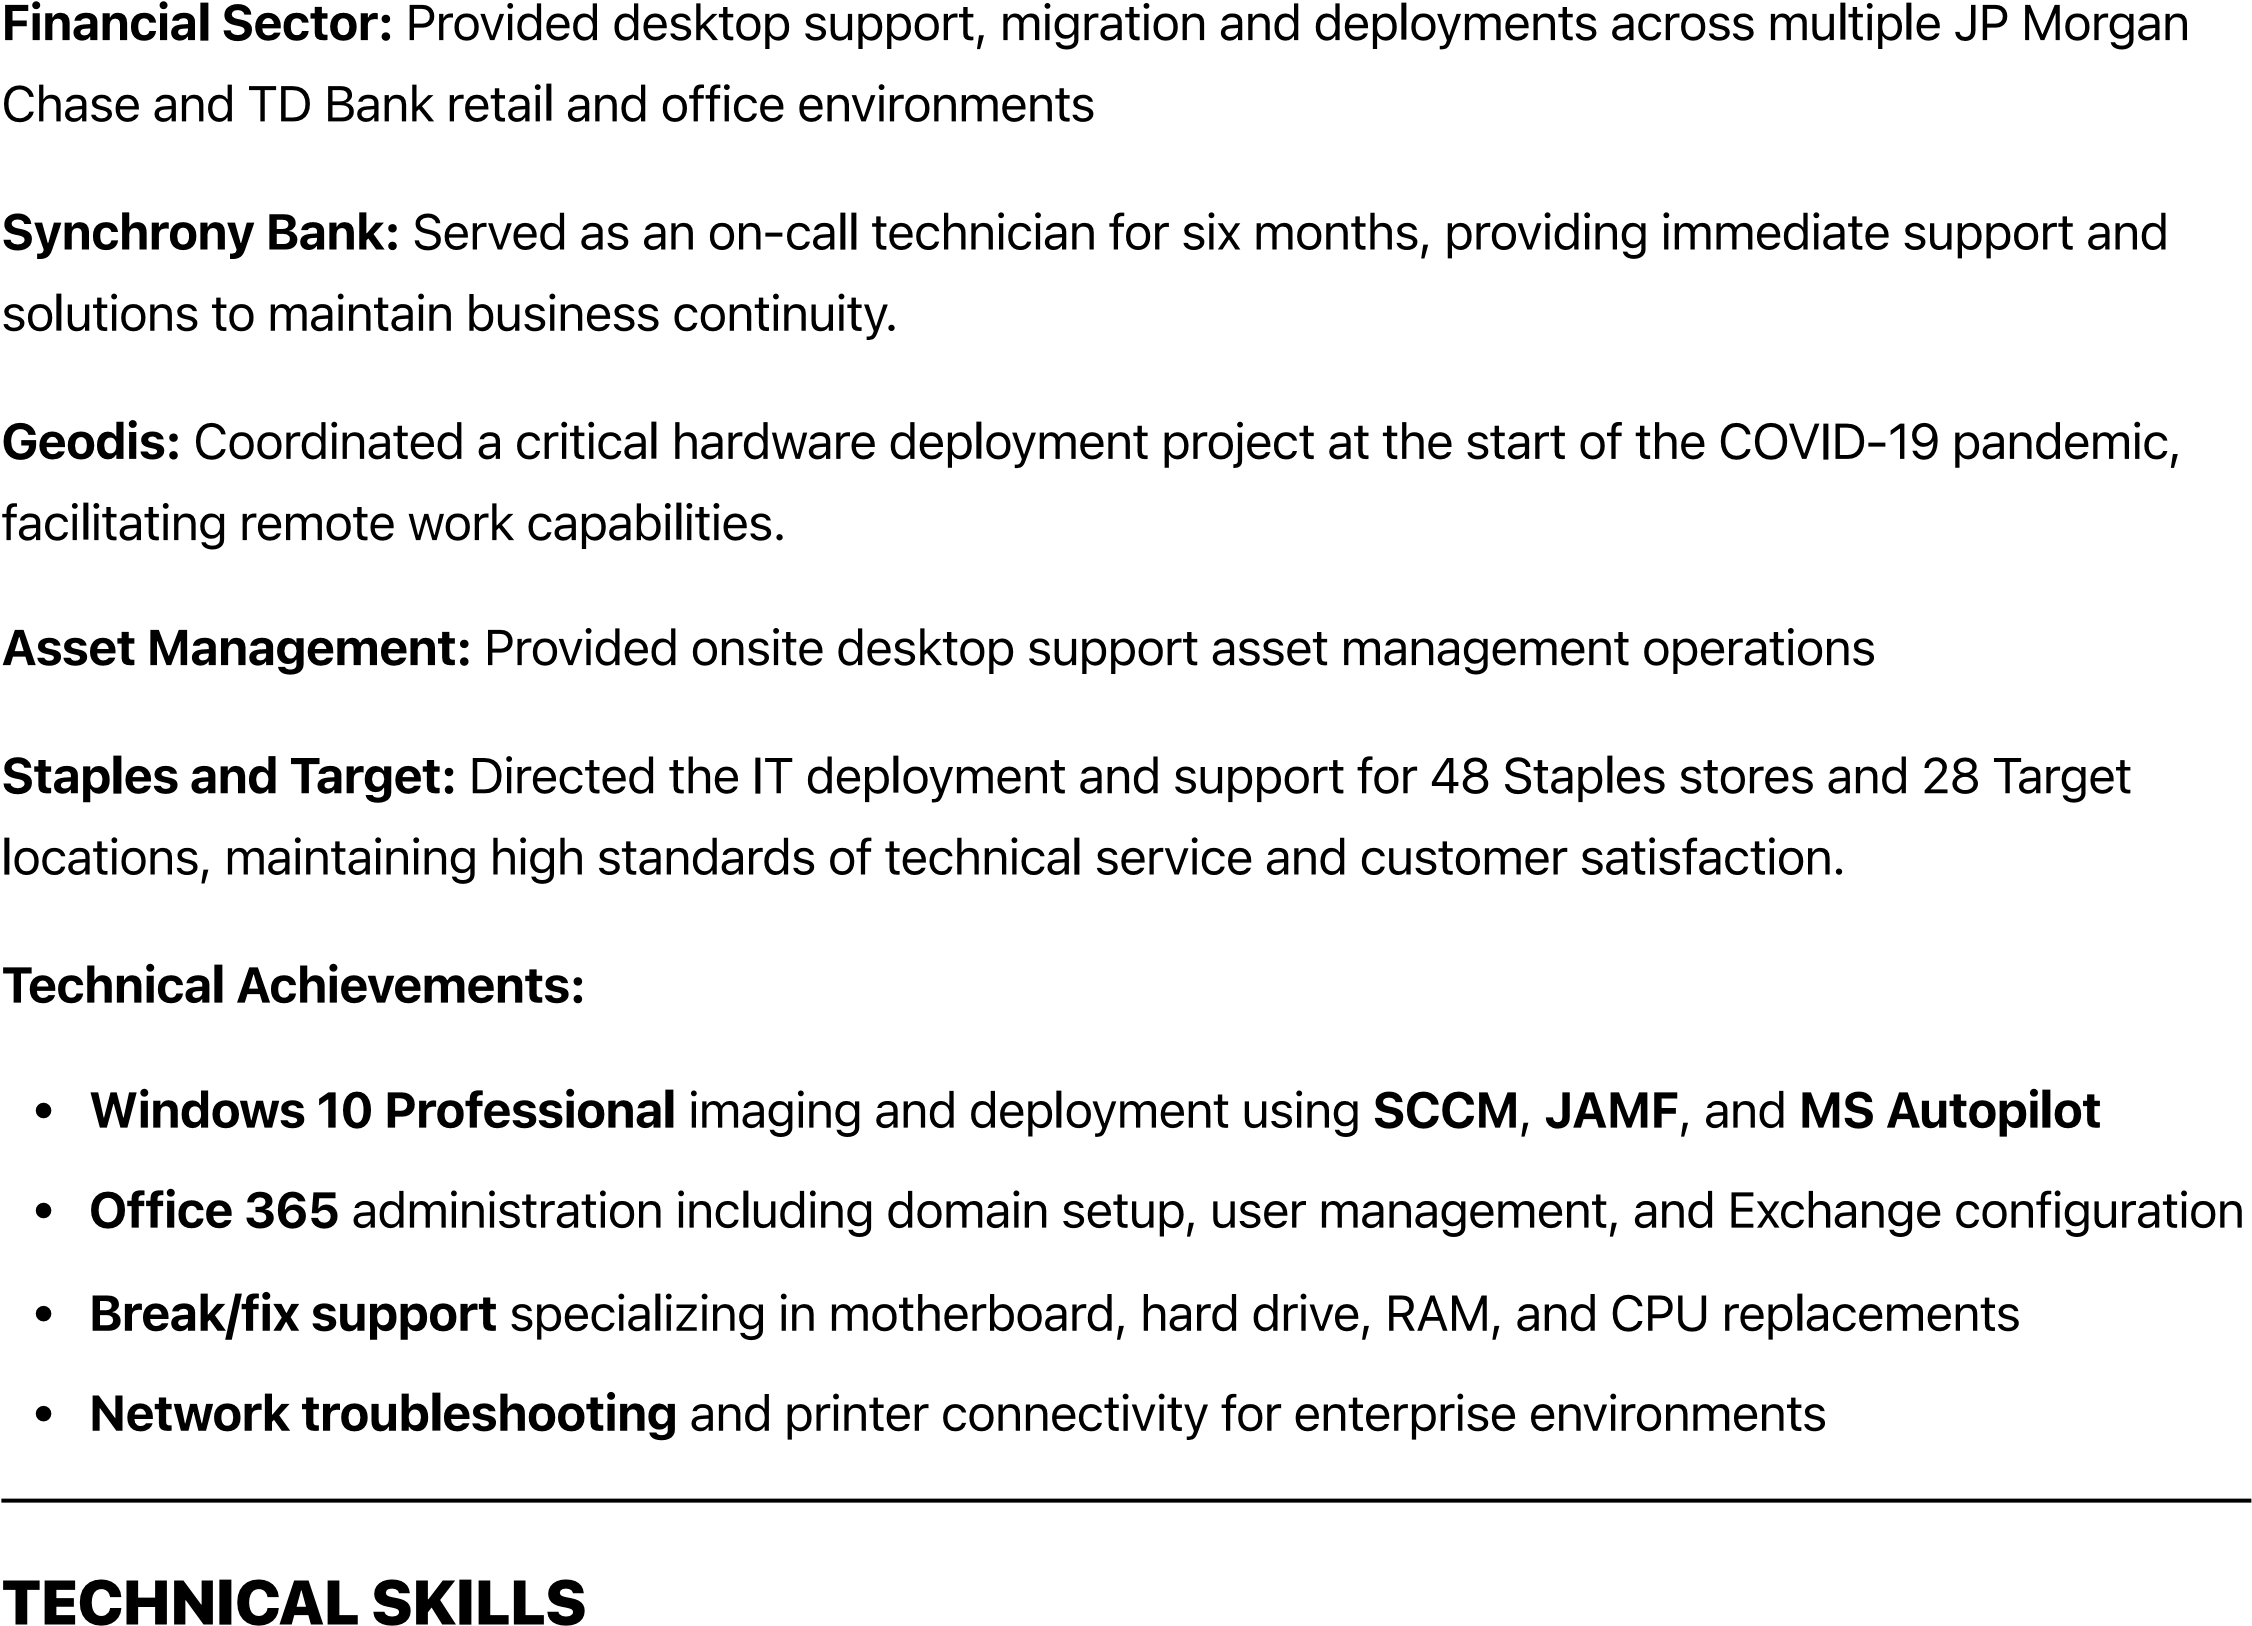 Financial Sector: Provided desktop support, migration and deployments across multiple JP Morgan
Chase and TD Bank retail and office environments
Synchrony Bank: Served as an on-call technician for six months, providing immediate support and
solutions to maintain business continuity.
Geodis: Coordinated a critical hardware deployment project at the start of the COVID-19 pandemic,
facilitating remote work capabilities.
Asset Management: Provided onsite desktop support asset management operations
Staples and Target: Directed the IT deployment and support for 48 Staples stores and 28 Target
locations, maintaining high standards of technical service and customer satisfaction.
Technical Achievements:
• Windows 10 Professional imaging and deployment using SCCM, JAMF, and MS Autopilot
• Office 365 administration including domain setup, user management, and Exchange configuration
• Break/fix support specializing in motherboard, hard drive, RAM, and CPU replacements
• Network troubleshooting and printer connectivity for enterprise environments
TECHNICAL SKILLS